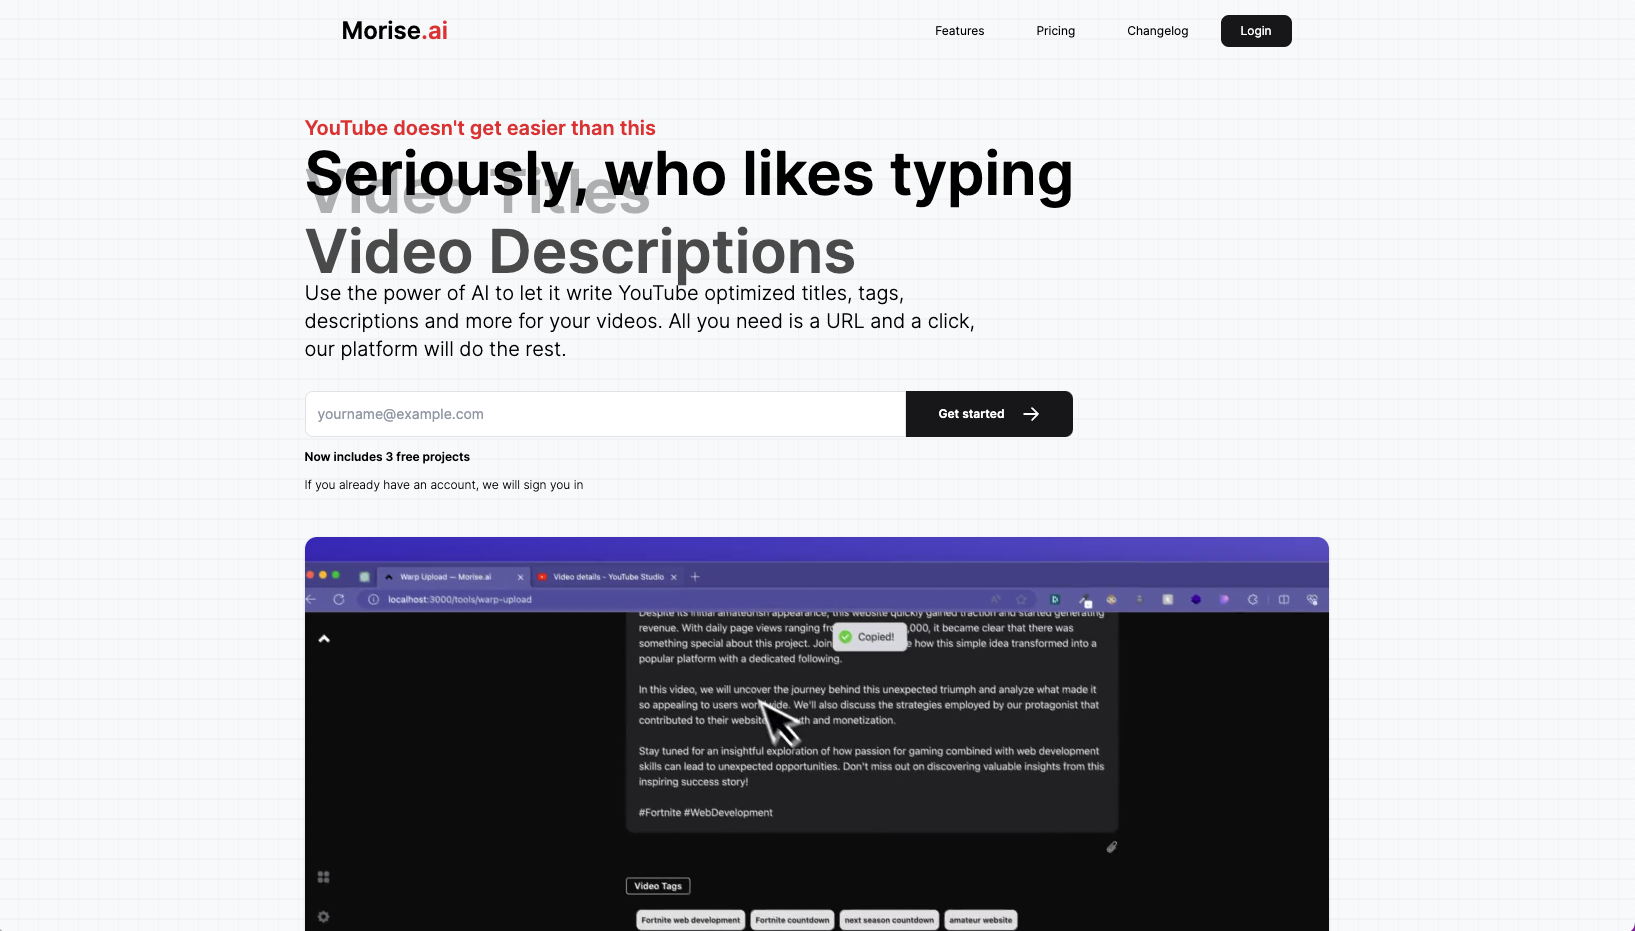 Morise.ai
Features
Pricing
Changelog
Login
YouTube doesn't get easier than this
Seriously, who likes typing
Video Titles
Video Descriptions
Use the power of AI to let it write YouTube optimized titles, tags,
descriptions and more for your videos. All you need is a URL and a click,
our platform will do the rest.
yourname@example.com
Get started
Now includes 3 free projects
If you already have an account, we will sign you in
Warp Upload — Morise.ai
Video details - YouTube Studio
localhost:3000/tools/warp-upload
Despite its initial amateurish appearance, this website quickly gained traction and started generating
revenue. With daily page views ranging ,000, it became clear that there was
something special about this project. how this simple idea transformed into a
popular platform with a dedicated following.
Copied!
In this video, we will uncover the journey behind this unexpected triumph and analyze what made it
so appealing to users worldwide. We'll also discuss the strategies employed by our protagonist that
contributed to their and monetization.
Stay tuned for an insightful exploration of how passion for gaming combined with web development
skills can lead to unexpected opportunities. Don't miss out on discovering valuable insights from this
inspiring success story!
#Fortnite #WebDevelopment
Video Tags
Fortnite web development
Fortnite countdown
next season countdown
amateur website